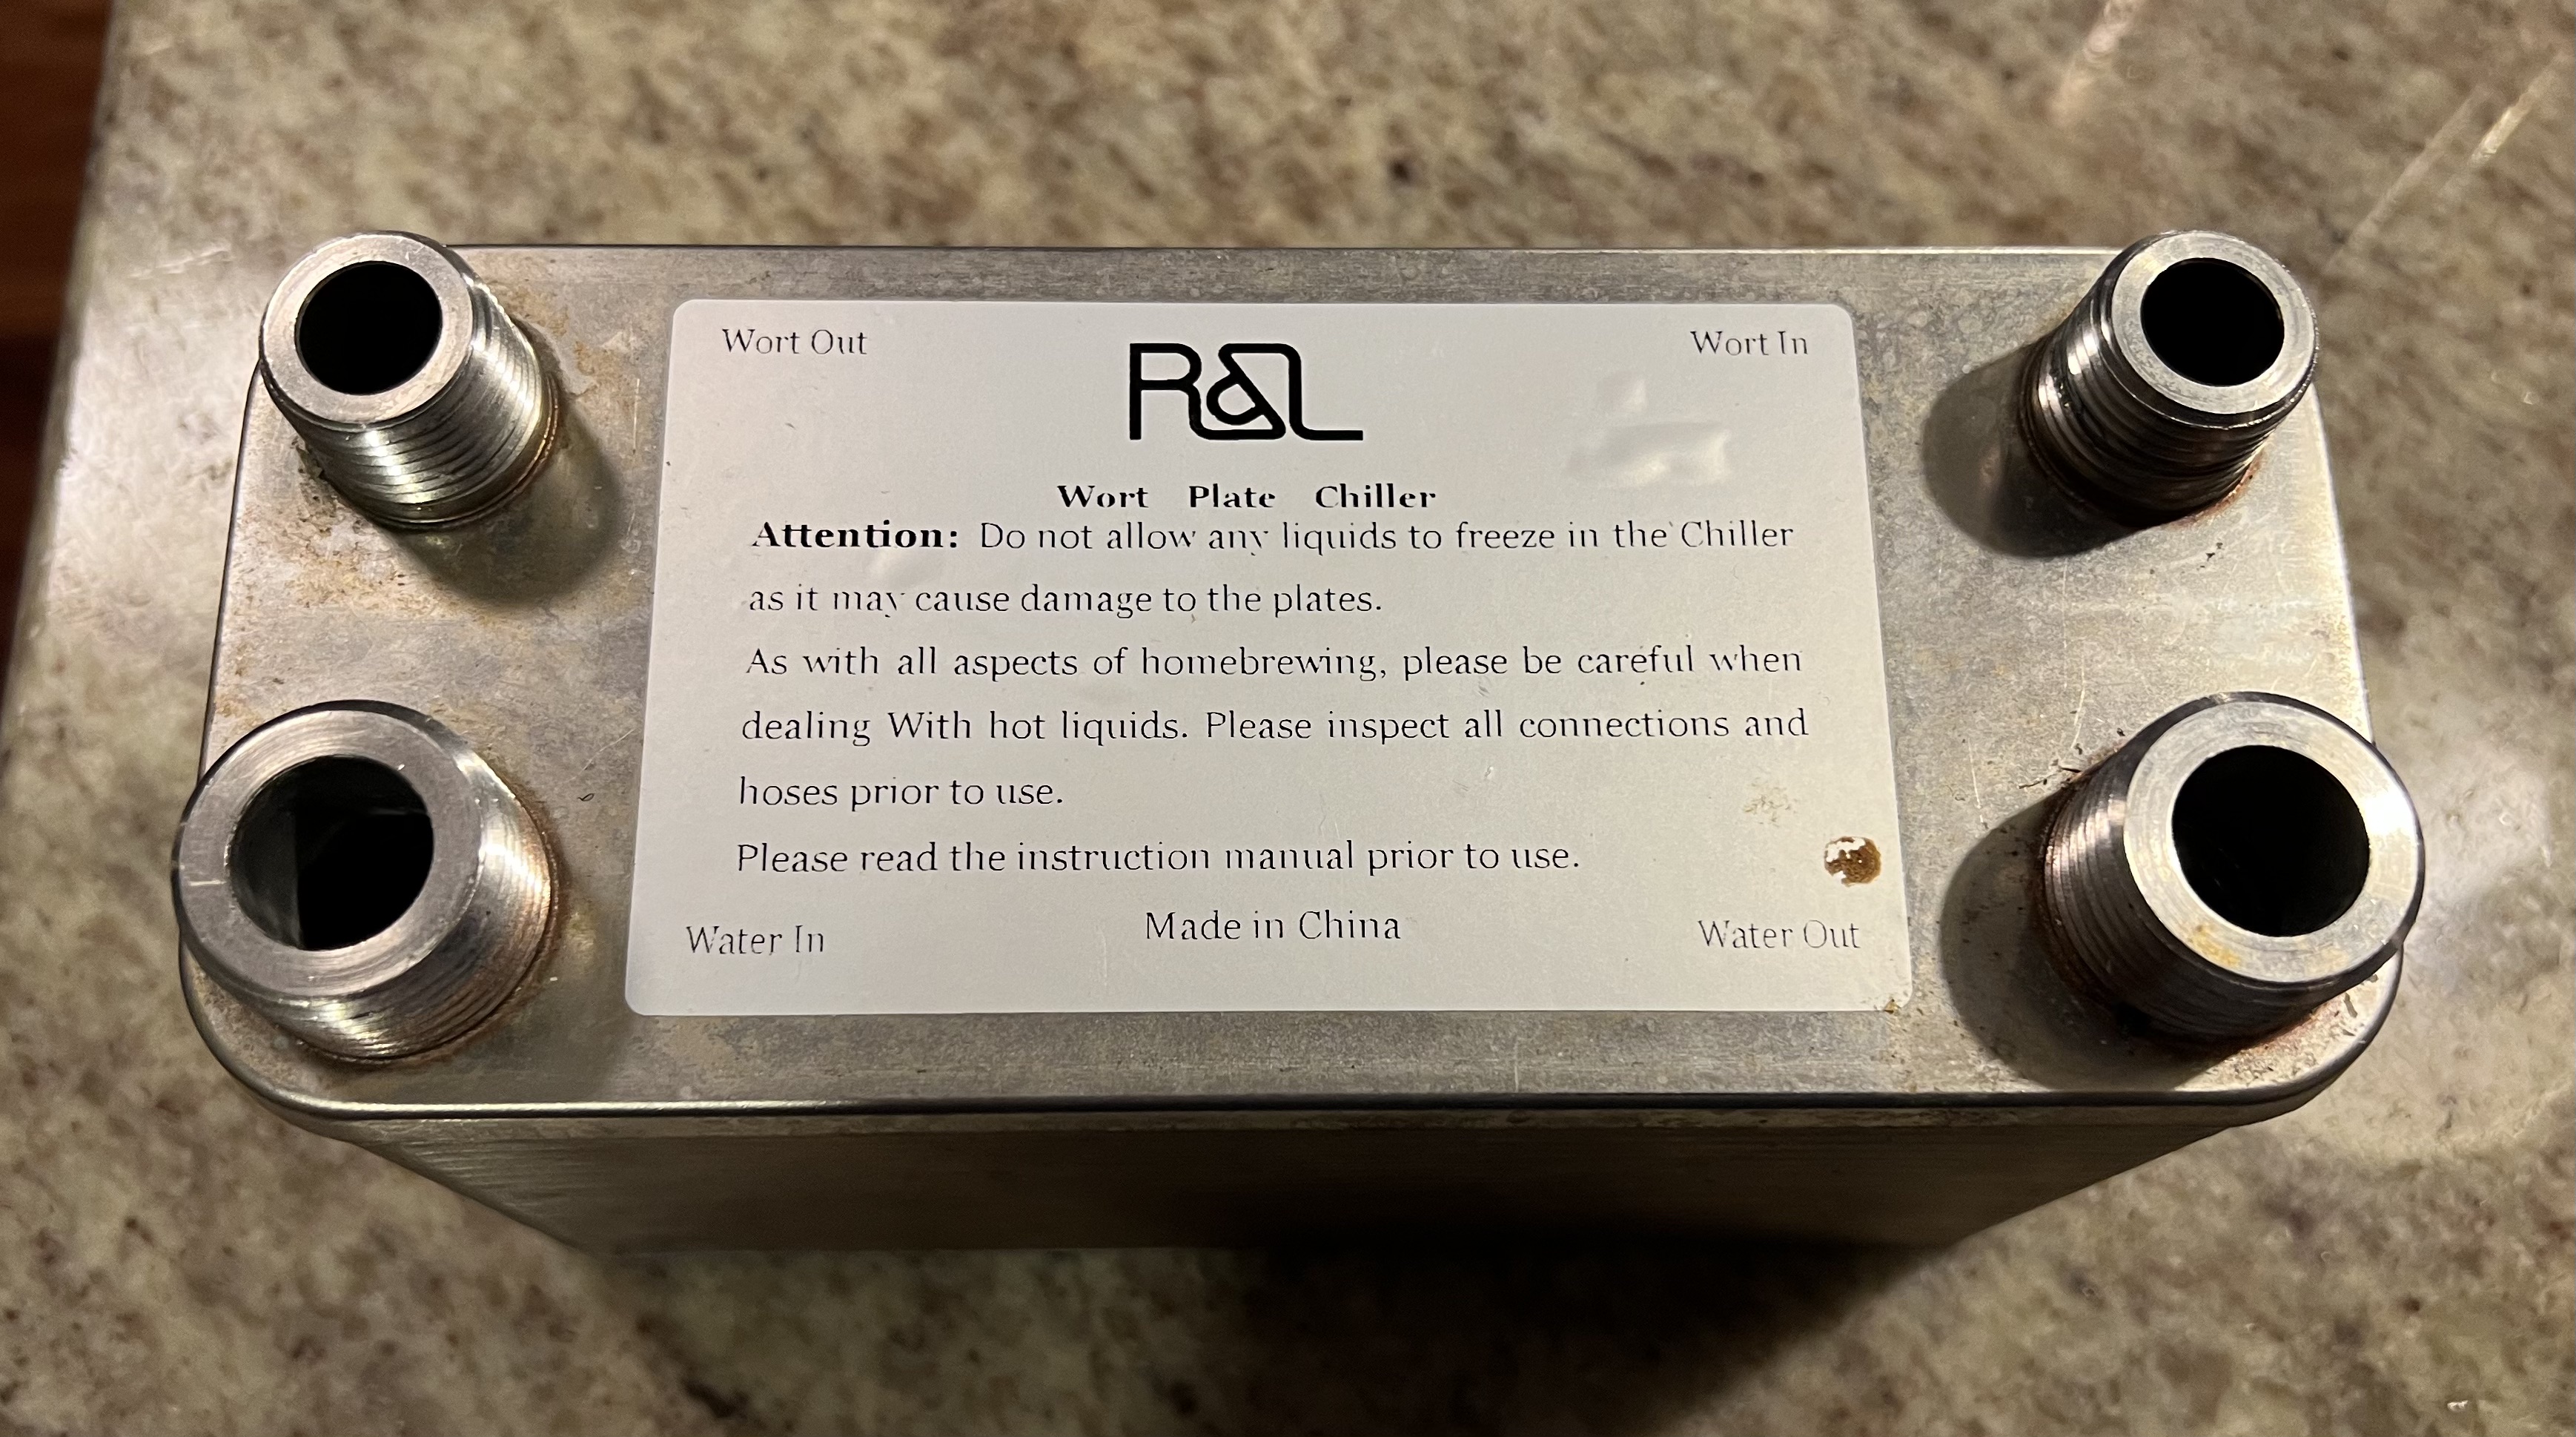 Wort Out
Wort In
R&L
Wort Plate Chiller
Attention: Do not allow any liquids to freeze in the Chiller
as it may cause damage to the plates.
As with all aspects of homebrewing, please be careful when
dealing With hot liquids. Please inspect all connections and
hoses prior to use.
Please read the instruction manual prior to use.
Water In
Made in China
Water Out